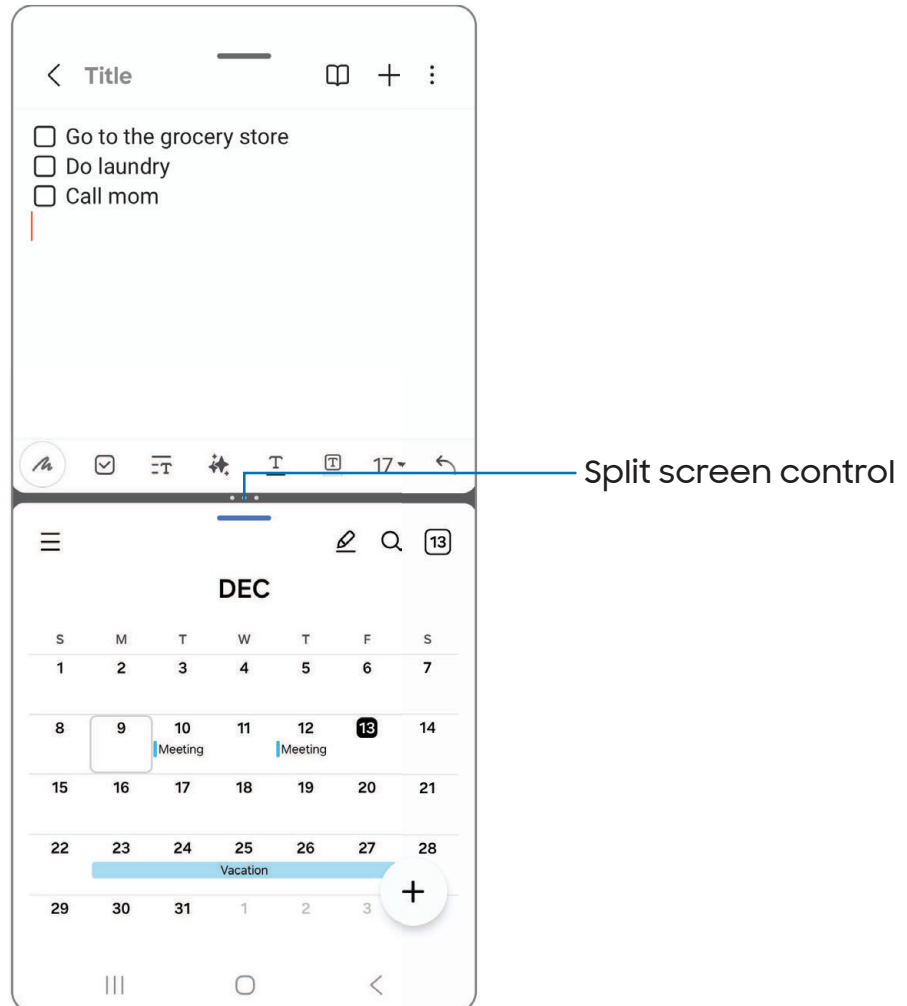 Title
Go to the grocery store
Do laundry
Call mom
T T T 17
Split screen control
13
DEC
S M T W T F S
1 2 3 4 5 6 7
8 9 10 11 12 13 14
Meeting Meeting
15 16 17 18 19 20 21
22 23 24 25 26 27 28
Vacation
29 30 31 1 2 3